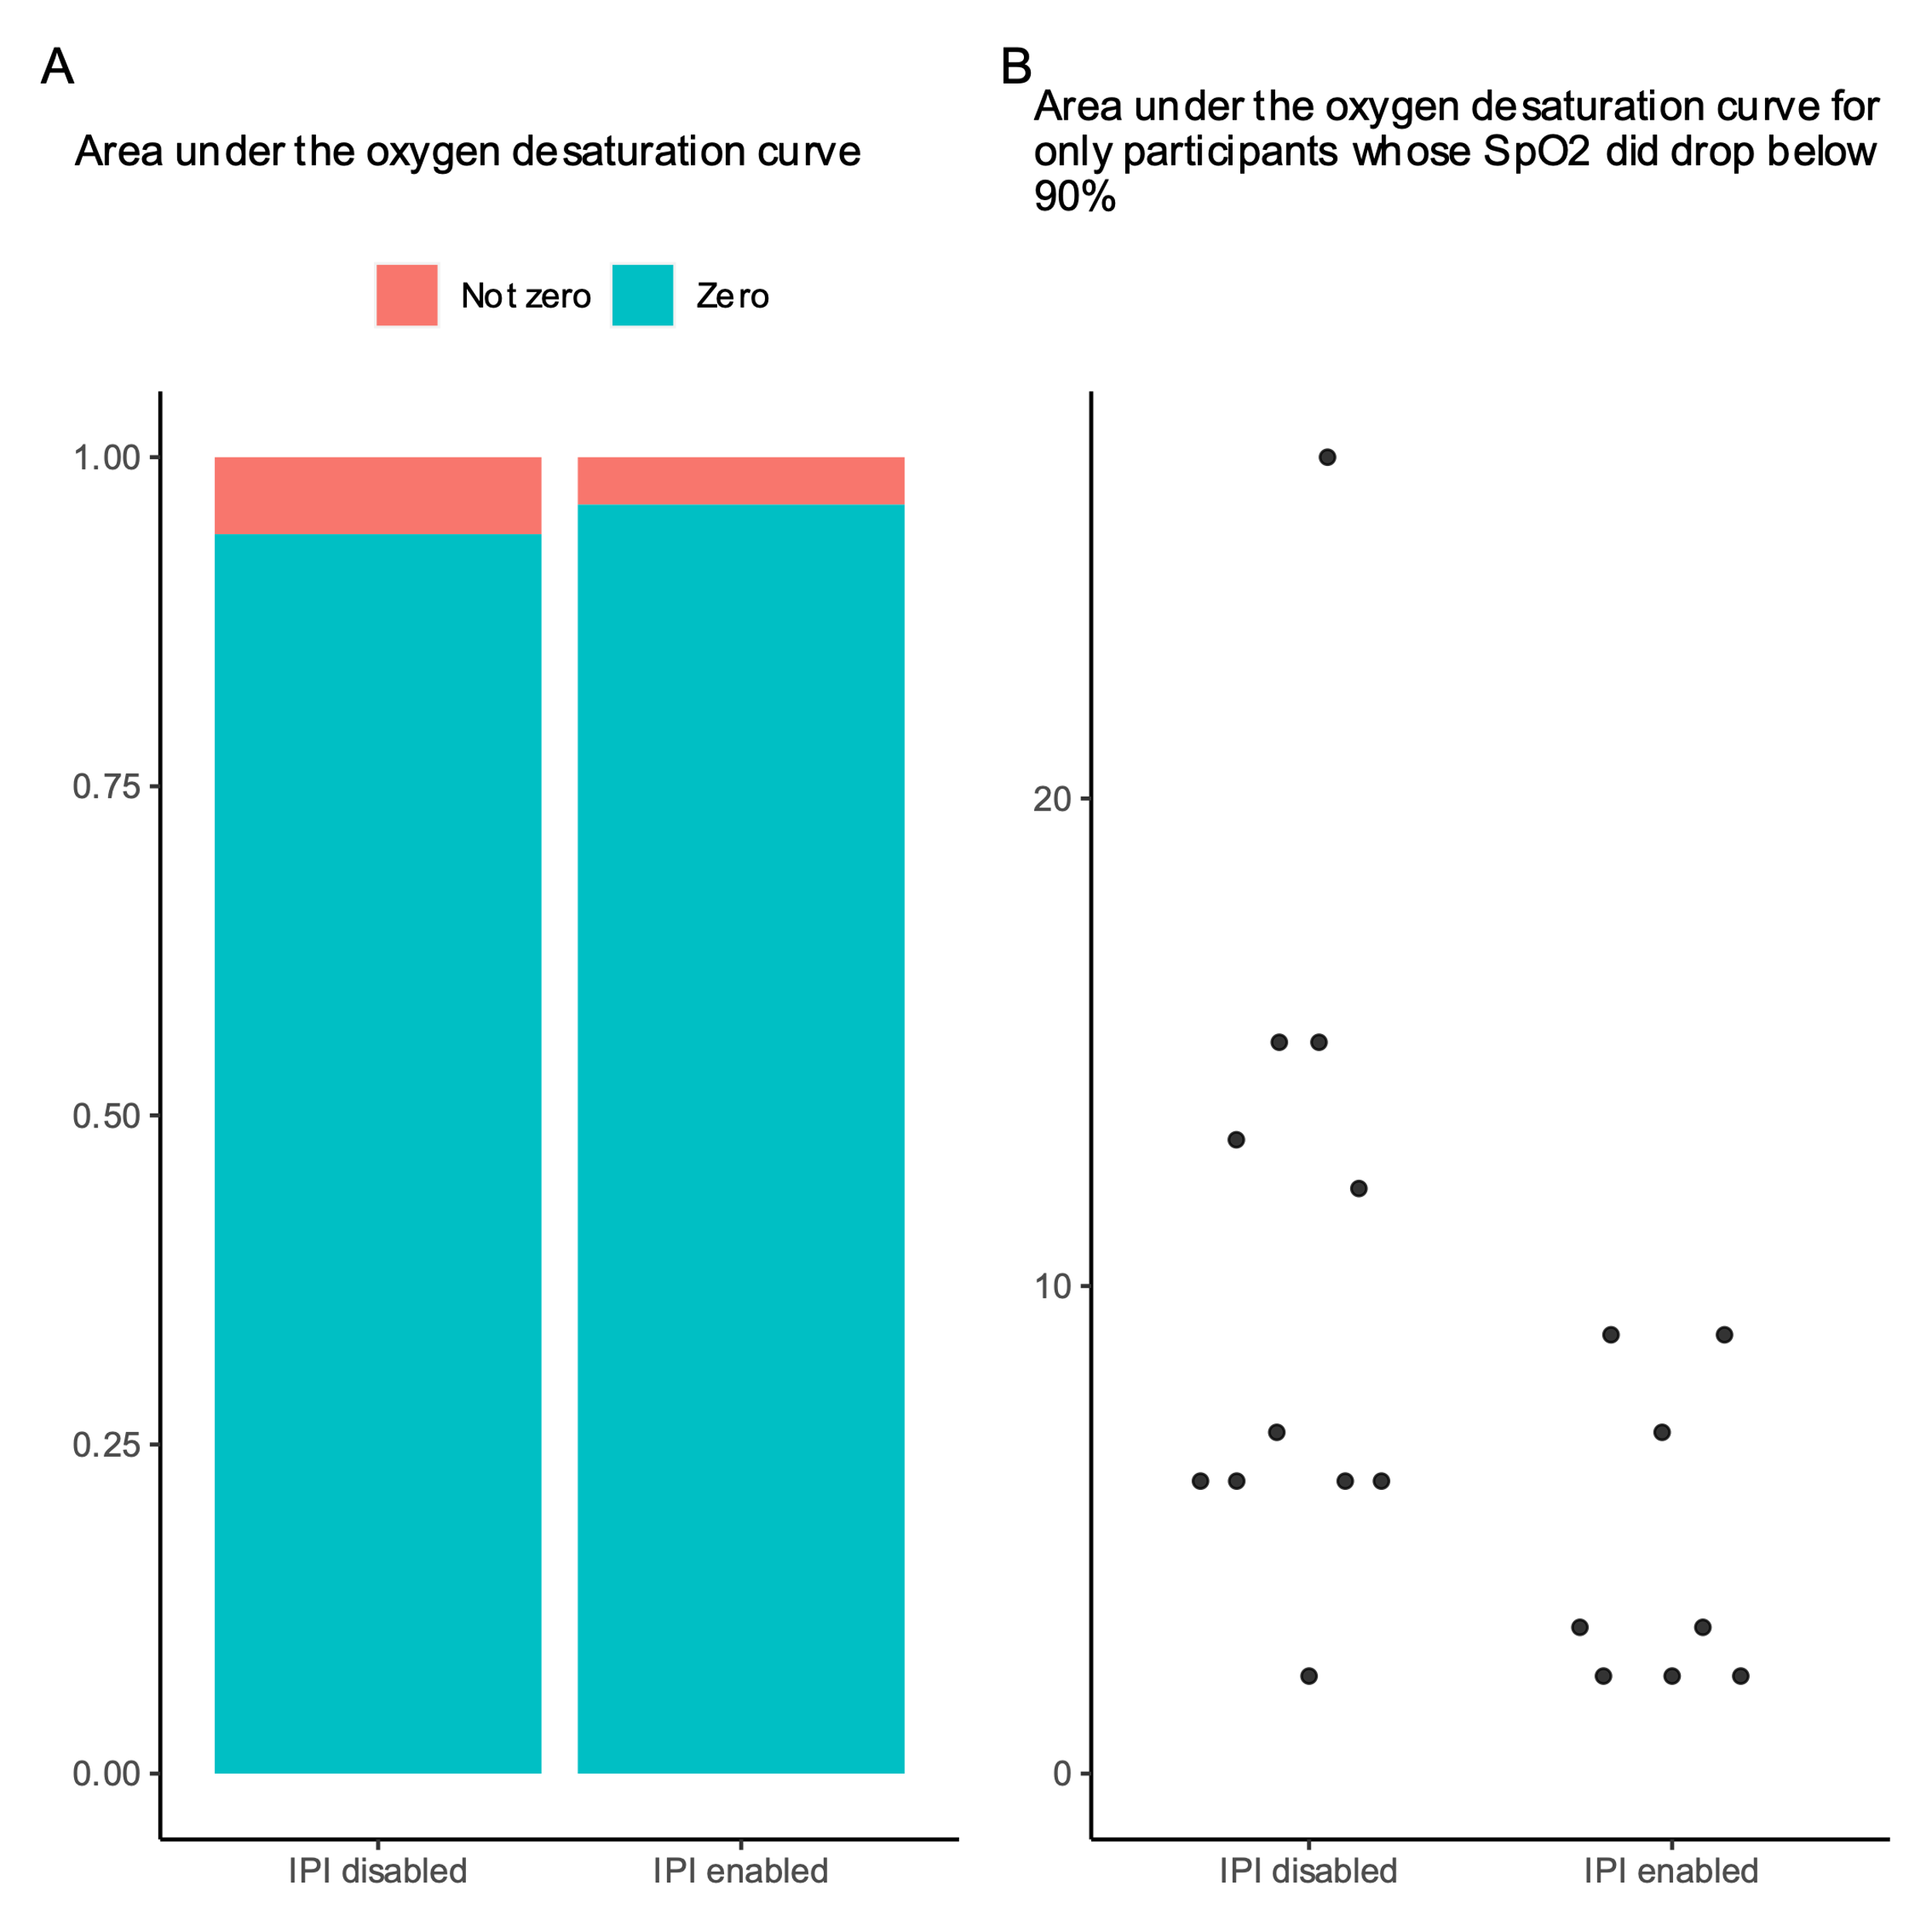 A
Area under the oxygen desaturation curve
Not zero
Zero
1.00
0.75
0.50
0.25
0.00
IPI disabled
IPI enabled
B
Area under the oxygen desaturation curve for
only participants whose SpO2 did drop below
90%
20
10
0
IPI disabled
IPI enabled